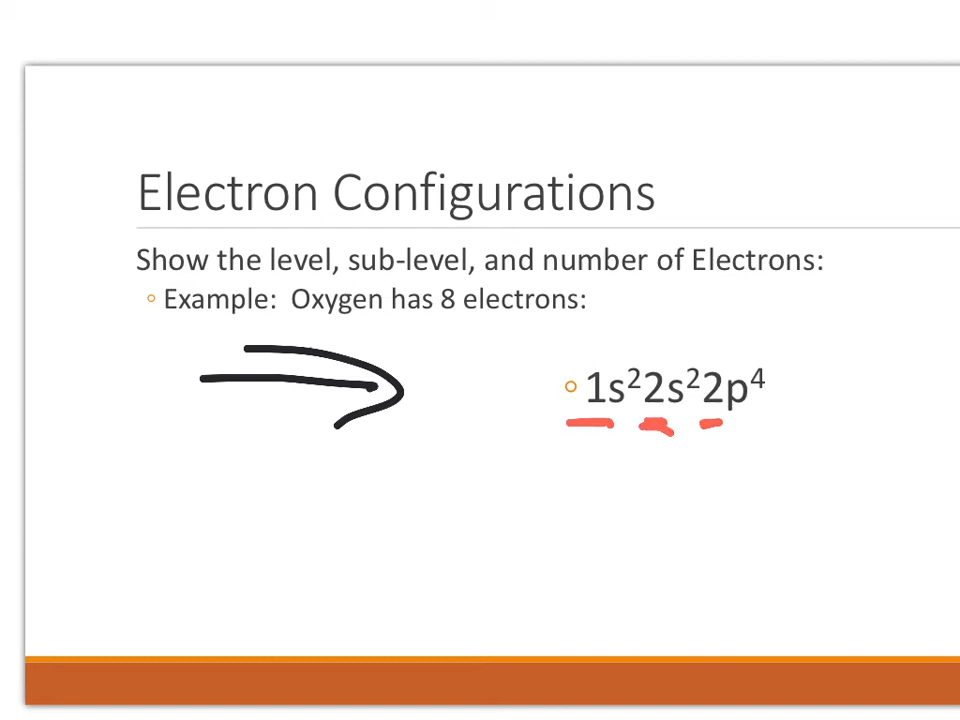 Electron Configurations
Show the level, sub-level, and number of Electrons:
◦ Example: Oxygen has 8 electrons:
◦ 1s²2s²2p⁴